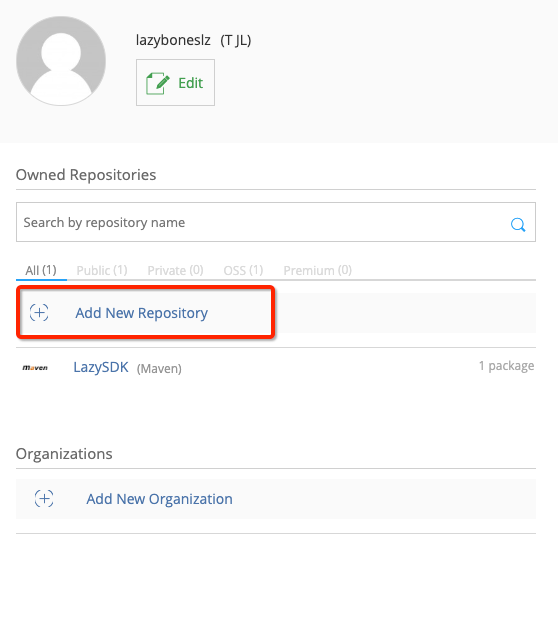 lazyboneslz (T JL)
Edit
Owned Repositories
Search by repository name
All (1) Public (1) Private (0) OSS (1) Premium (0)
Add New Repository
maven LazySDK (Maven) 1 package
Organizations
Add New Organization